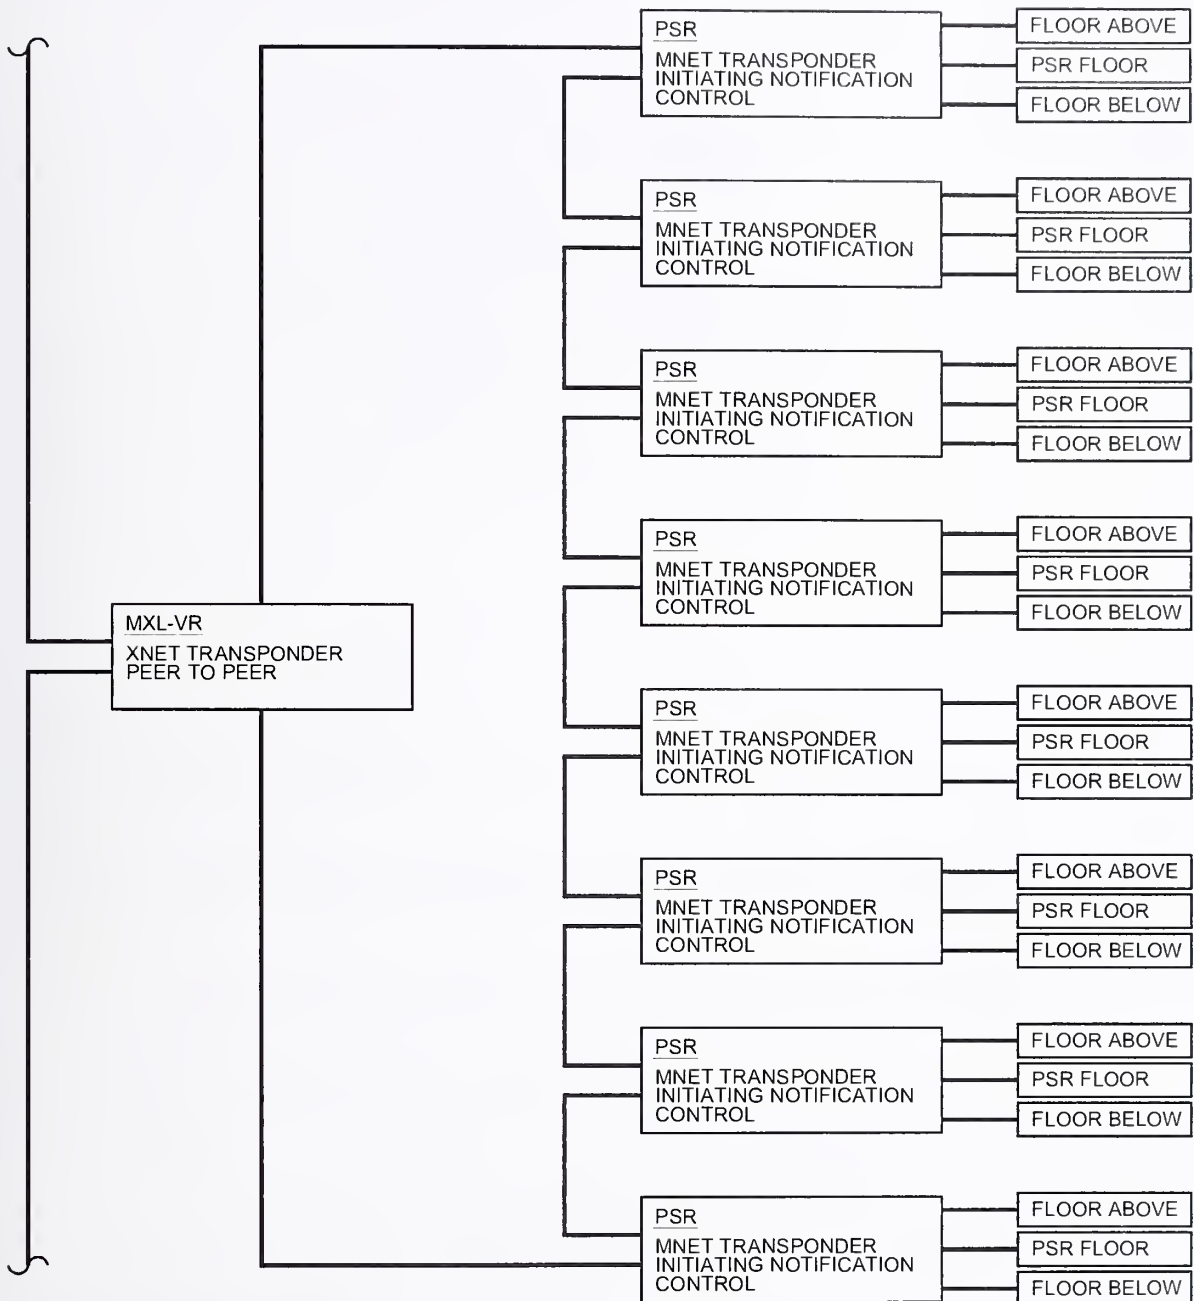 PSR
MNET TRANSPONDER
INITIATING NOTIFICATION
CONTROL
FLOOR ABOVE
PSR FLOOR
FLOOR BELOW
PSR
MNET TRANSPONDER
INITIATING NOTIFICATION
CONTROL
FLOOR ABOVE
PSR FLOOR
FLOOR BELOW
PSR
MNET TRANSPONDER
INITIATING NOTIFICATION
CONTROL
FLOOR ABOVE
PSR FLOOR
FLOOR BELOW
PSR
MNET TRANSPONDER
INITIATING NOTIFICATION
CONTROL
FLOOR ABOVE
PSR FLOOR
FLOOR BELOW
MXL-VR
XNET TRANSPONDER
PEER TO PEER
PSR
MNET TRANSPONDER
INITIATING NOTIFICATION
CONTROL
FLOOR ABOVE
PSR FLOOR
FLOOR BELOW
PSR
MNET TRANSPONDER
INITIATING NOTIFICATION
CONTROL
FLOOR ABOVE
PSR FLOOR
FLOOR BELOW
PSR
MNET TRANSPONDER
INITIATING NOTIFICATION
CONTROL
FLOOR ABOVE
PSR FLOOR
FLOOR BELOW
PSR
MNET TRANSPONDER
INITIATING NOTIFICATION
CONTROL
FLOOR ABOVE
PSR FLOOR
FLOOR BELOW